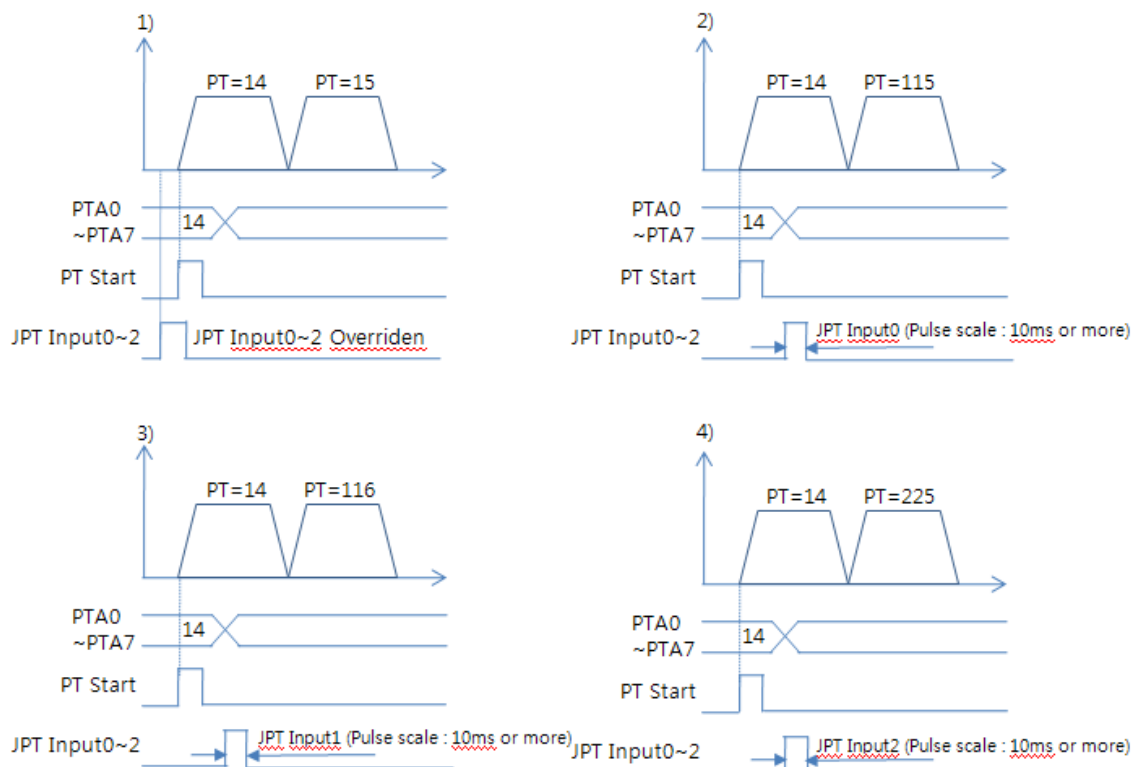 1)
PT=14
PT=15
PTA0
~PTA7
14
PT Start
JPT Input0~2
JPT Input0~2 Overriden
2)
PT=14
PT=115
PTA0
~PTA7
14
PT Start
JPT Input0~2
JPT Input0 (Pulse scale : 10ms or more)
3)
PT=14
PT=116
PTA0
~PTA7
14
PT Start
JPT Input0~2
JPT Input1 (Pulse scale : 10ms or more)
4)
PT=14
PT=225
PTA0
~PTA7
14
PT Start
JPT Input0~2
JPT Input2 (Pulse scale : 10ms or more)